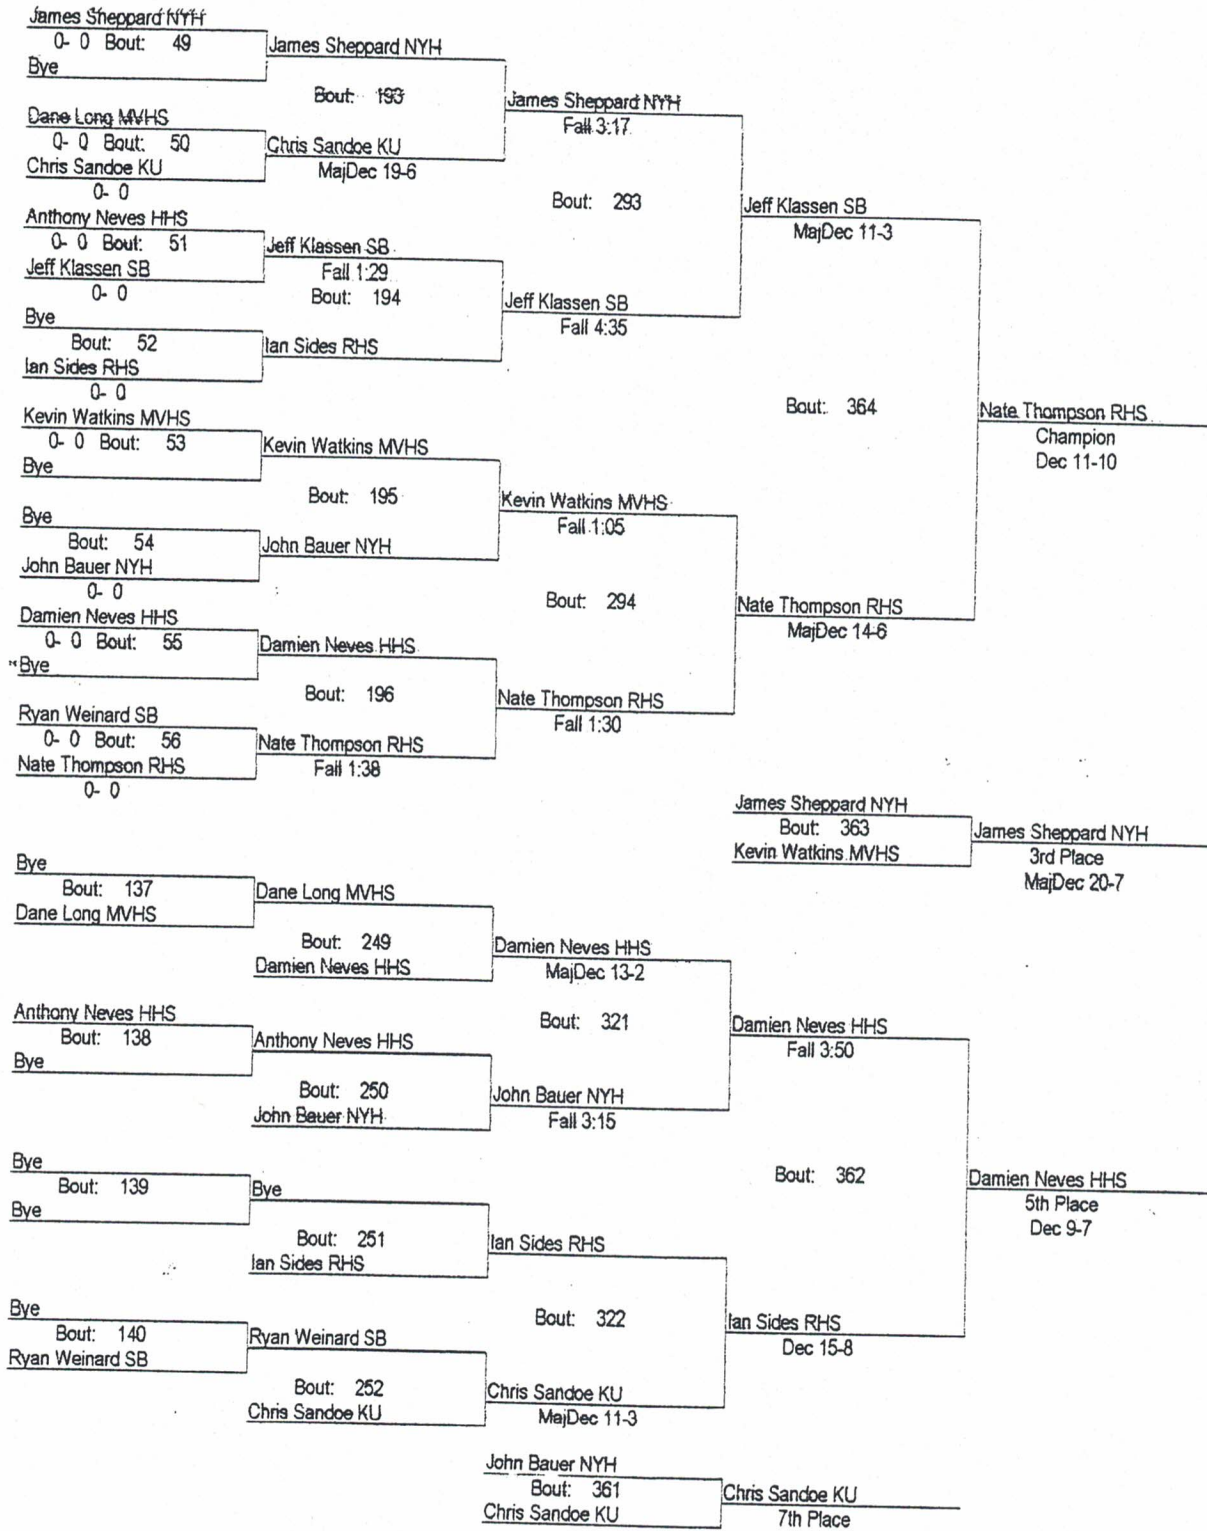 James Sheppard NYH
0- 0 Bout: 49
Bye
James Sheppard NYH
Bout: 193
Dane Long MVHS
0- 0 Bout: 50
Chris Sandoe KU
0- 0
Chris Sandoe KU
MajDec 19-6
James Sheppard NYH
Fall 3:17
Bout: 293
Anthony Neves HHS
0- 0 Bout: 51
Jeff Klassen SB
0- 0
Jeff Klassen SB
Fall 1:29
Bout: 194
Bye
Bout: 52
Ian Sides RHS
0- 0
Ian Sides RHS
Jeff Klassen SB
Fall 4:35
Jeff Klassen SB
MajDec 11-3
Bout: 364
Nate Thompson RHS
Champion
Dec 11-10
Kevin Watkins MVHS
0- 0 Bout: 53
Bye
Kevin Watkins MVHS
Bout: 195
Bye
Bout: 54
John Bauer NYH
0- 0
John Bauer NYH
Kevin Watkins MVHS
Fall 1:05
Bout: 294
Damien Neves HHS
0- 0 Bout: 55
Bye
Damien Neves HHS
Bout: 196
Ryan Weinard SB
0- 0 Bout: 56
Nate Thompson RHS
0- 0
Nate Thompson RHS
Fall 1:38
Nate Thompson RHS
Fall 1:30
Nate Thompson RHS
MajDec 14-6
James Sheppard NYH
Bout: 363
Kevin Watkins MVHS
James Sheppard NYH
3rd Place
MajDec 20-7
Bye
Bout: 137
Dane Long MVHS
Dane Long MVHS
Bout: 249
Damien Neves HHS
Damien Neves HHS
MajDec 13-2
Bout: 321
Anthony Neves HHS
Bout: 138
Bye
Anthony Neves HHS
Bout: 250
John Bauer NYH
John Bauer NYH
Fall 3:15
Damien Neves HHS
Fall 3:50
Bout: 362
Damien Neves HHS
5th Place
Dec 9-7
Bye
Bout: 139
Bye
Bye
Bout: 251
Ian Sides RHS
Ian Sides RHS
Bout: 322
Bye
Bout: 140
Ryan Weinard SB
Ryan Weinard SB
Bout: 252
Chris Sandoe KU
Chris Sandoe KU
MajDec 11-3
Ian Sides RHS
Dec 15-8
John Bauer NYH
Bout: 361
Chris Sandoe KU
Chris Sandoe KU
7th Place